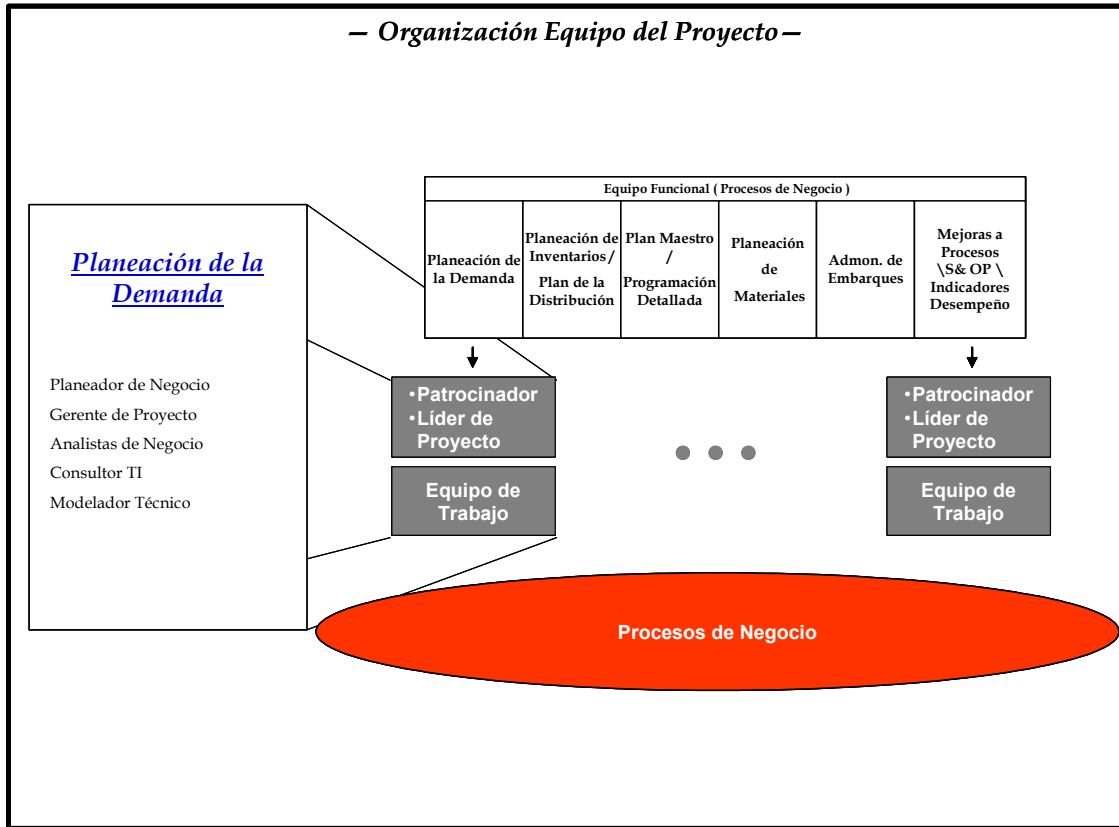 — Organización Equipo del Proyecto—
Equipo Funcional ( Procesos de Negocio )
Planeación de
la Demanda
Planeación de
Inventarios /
Plan de la
Distribución
Plan Maestro
/
Programación
Detallada
Planeación
de
Materiales
Admon. de
Embarques
Mejoras a
Procesos
\S& OP \
Indicadores
Desempeño
Planeación de la
Demanda
Planeador de Negocio
Gerente de Proyecto
Analistas de Negocio
Consultor TI
Modelador Técnico
•Patrocinador
•Líder de
Proyecto
Equipo de
Trabajo
•Patrocinador
•Líder de
Proyecto
Equipo de
Trabajo
Procesos de Negocio